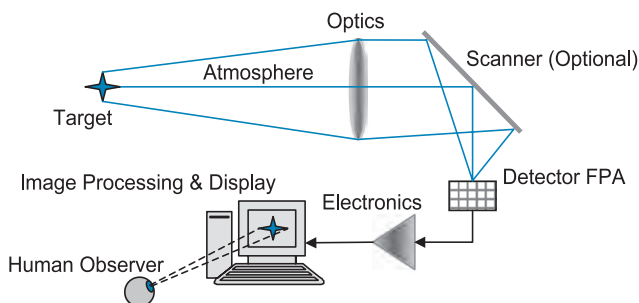 Optics
Scanner (Optional)
Atmosphere
Target
Detector FPA
Image Processing & Display
Electronics
Human Observer